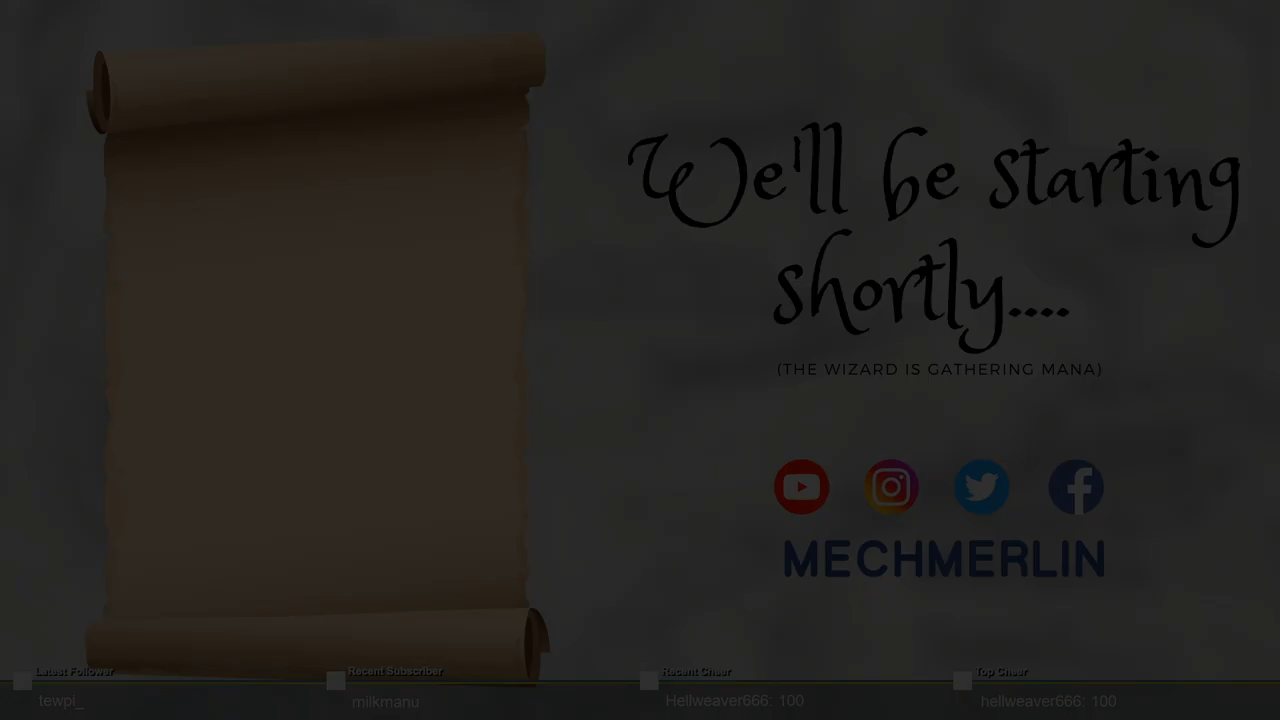 We'll be starting
shortly....
(THE WIZARD IS GATHERING MANA)
MECHMERLIN
Latest Follower
tewpi_
Recent Subscriber
milkmanu
Recent Cheer
Hellweaver666: 100
Top Cheer
hellweaver666: 100